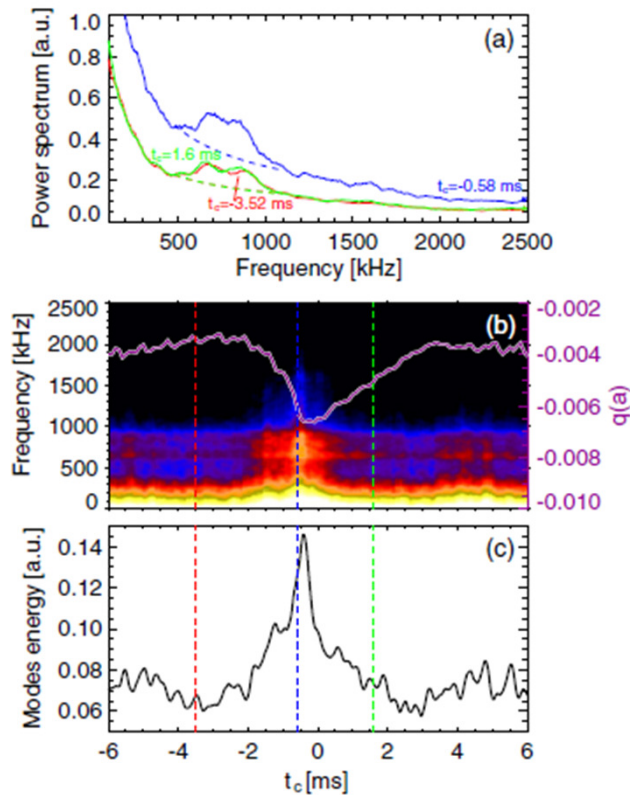 (a)
Power spectrum [a.u.]
1.0
0.8
0.6
0.4
0.2
0.0
t_c=1.6 ms
t_c=-3.52 ms
t_c=-0.58 ms
500 1000 1500 2000 2500
Frequency [kHz]
(b)
Frequency [kHz]
2500
2000
1500
1000
500
0
-0.002
-0.004
-0.006
-0.008
-0.010
q(a)
(c)
Modes energy [a.u.]
0.14
0.12
0.10
0.08
0.06
-6 -4 -2 0 2 4 6
t_c [ms]